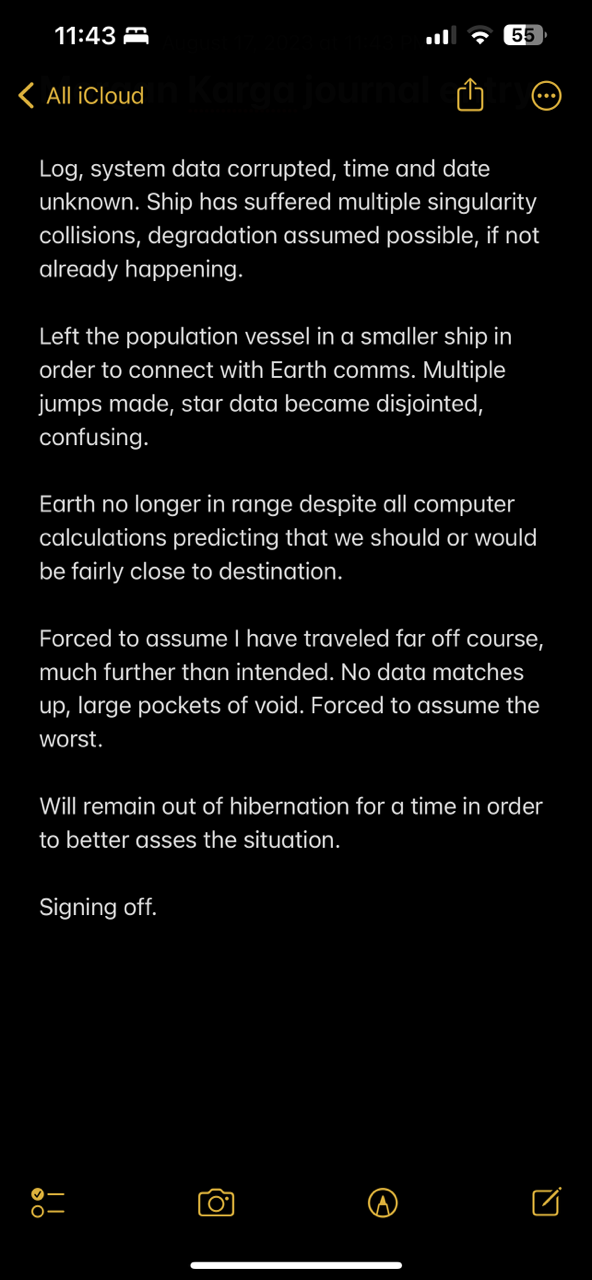 11:43
55
All iCloud
Karga journal
Log, system data corrupted, time and date
unknown. Ship has suffered multiple singularity
collisions, degradation assumed possible, if not
already happening.
Left the population vessel in a smaller ship in
order to connect with Earth comms. Multiple
jumps made, star data became disjointed,
confusing.
Earth no longer in range despite all computer
calculations predicting that we should or would
be fairly close to destination.
Forced to assume I have traveled far off course,
much further than intended. No data matches
up, large pockets of void. Forced to assume the
worst.
Will remain out of hibernation for a time in order
to better asses the situation.
Signing off.